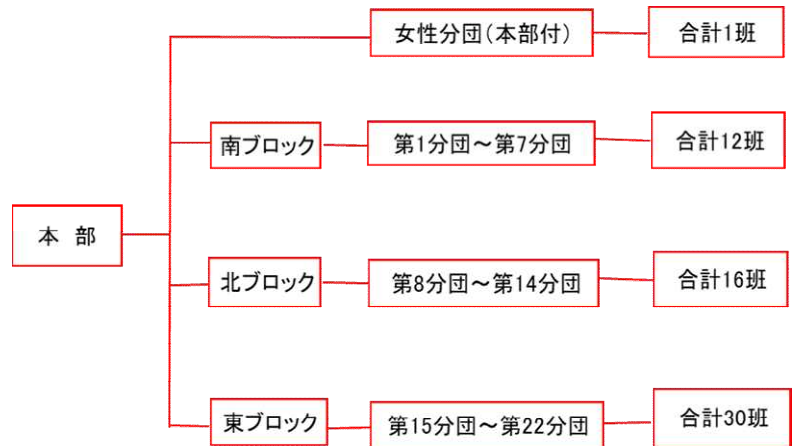 女性分団(本部付)
合計1班
南ブロック
第1分団～第7分団
合計12班
本 部
北ブロック
第8分団～第14分団
合計16班
東ブロック
第15分団～第22分団
合計30班